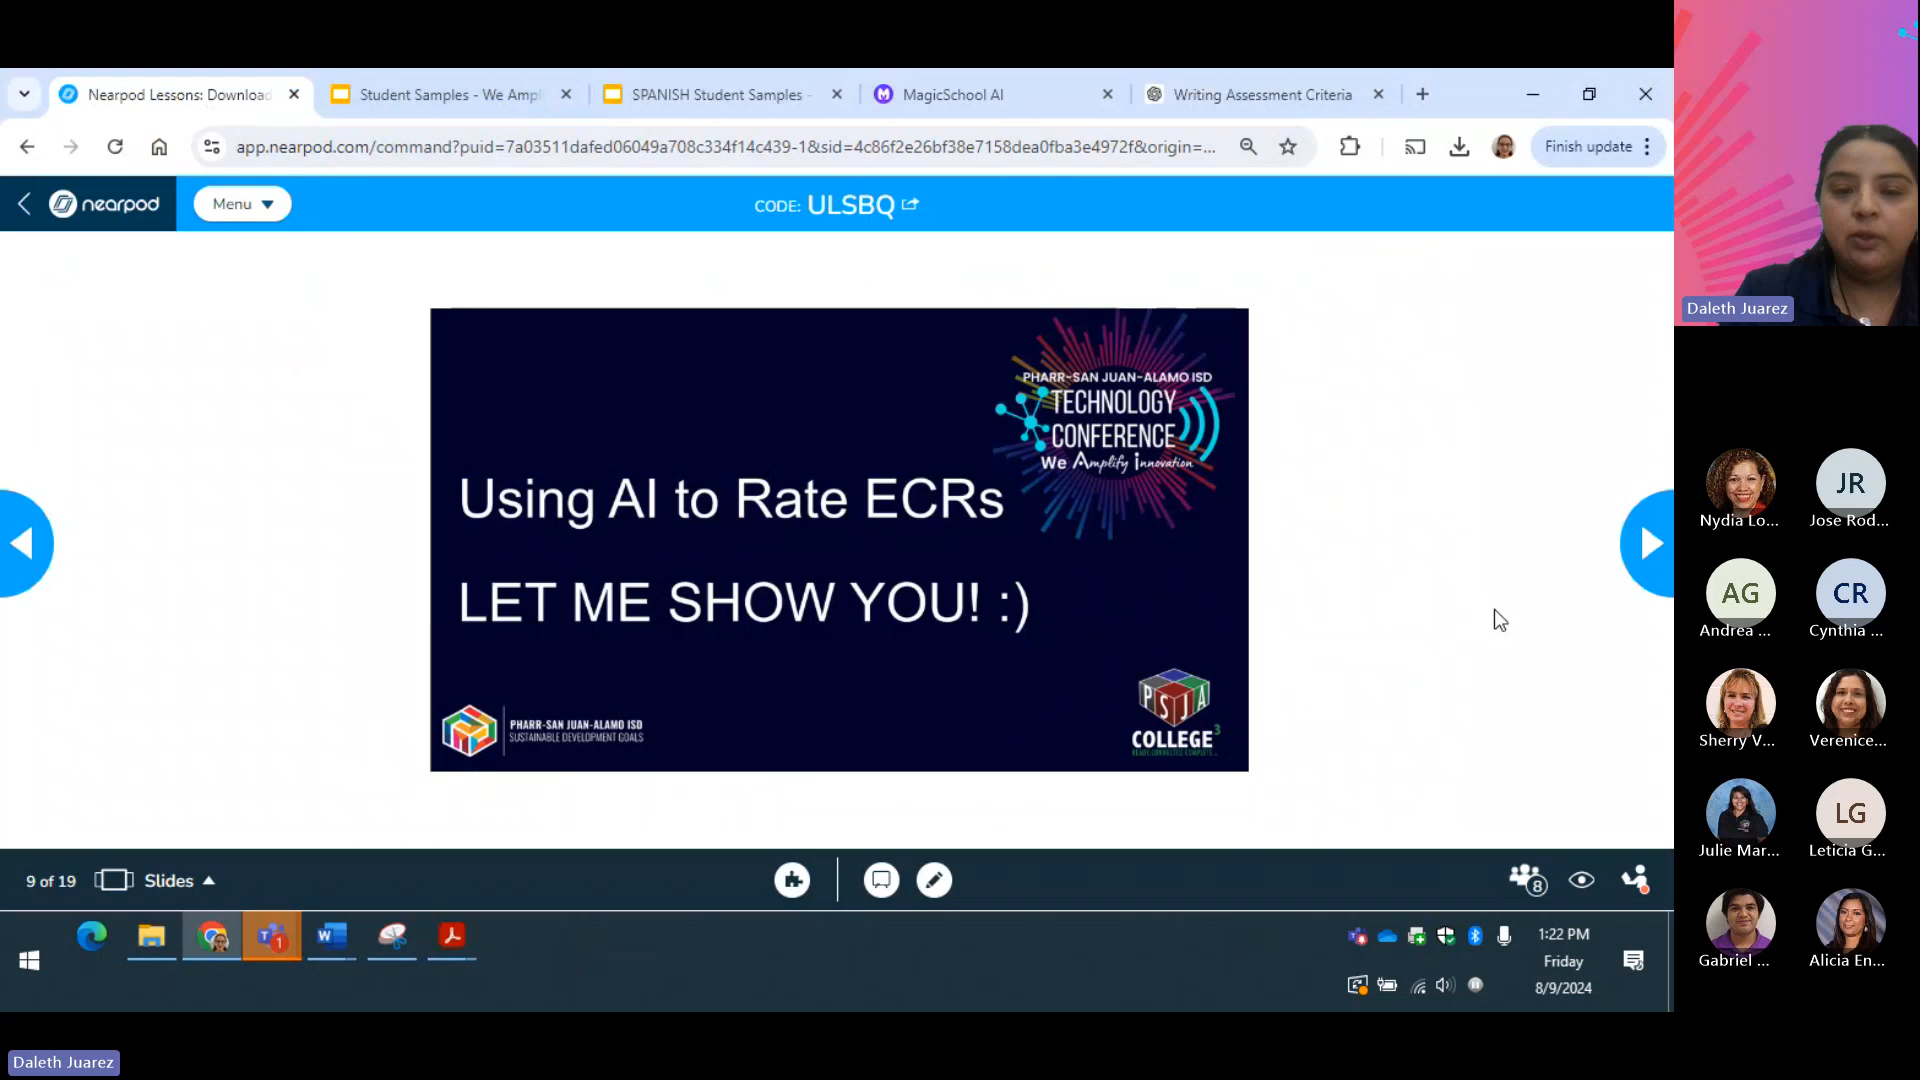 Nearpod Lessons: Download
Student Samples - We Ampl
SPANISH Student Samples -
MagicSchool AI
Writing Assessment Criteria
app.nearpod.com/command?puid=7a03511dafed06049a708c334f14c439-1&sid=4c86f2e26bf38e7158dea0fba3e4972f&origin=...
Finish update
nearpod
Menu
CODE: ULSBQ
PHARR-SAN JUAN-ALAMO ISD
TECHNOLOGY
CONFERENCE
We Amplify Innovation
Using AI to Rate ECRs
LET ME SHOW YOU! :)
PHARR-SAN JUAN-ALAMO ISD
SUSTAINABLE DEVELOPMENT GOALS
PSJA
COLLEGE³
9 of 19
Slides
8
1
1:22 PM
Friday
8/9/2024
Daleth Juarez
Nydia Lo...
JR
Jose Rod...
AG
Andrea ...
CR
Cynthia ...
Sherry V...
Verenice...
Julie Mar...
LG
Leticia G...
Gabriel ...
Alicia En...
Daleth Juarez